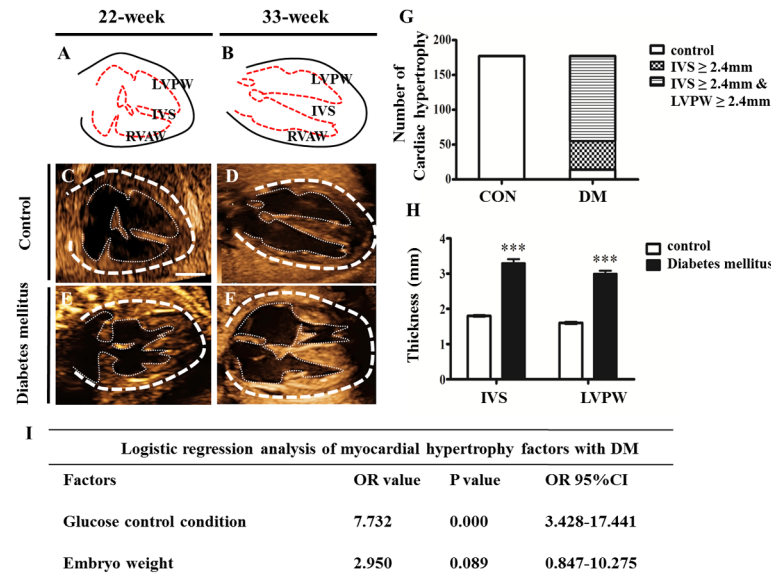 22-week
33-week
A
LVPW
IVS
RVAW
B
LVPW
IVS
RVAW
Control
C
D
Diabetes mellitus
E
F
G
Number of
Cardiac hypertrophy
200
150
100
50
0
CON
DM
control
IVS ≥ 2.4mm
IVS ≥ 2.4mm &
LVPW ≥ 2.4mm
H
Thickness (mm)
4
3
2
1
0
***
***
IVS
LVPW
control
Diabetes mellitus
I
Logistic regression analysis of myocardial hypertrophy factors with DM
Factors OR value P value OR 95%CI
Glucose control condition 7.732 0.000 3.428-17.441
Embryo weight 2.950 0.089 0.847-10.275